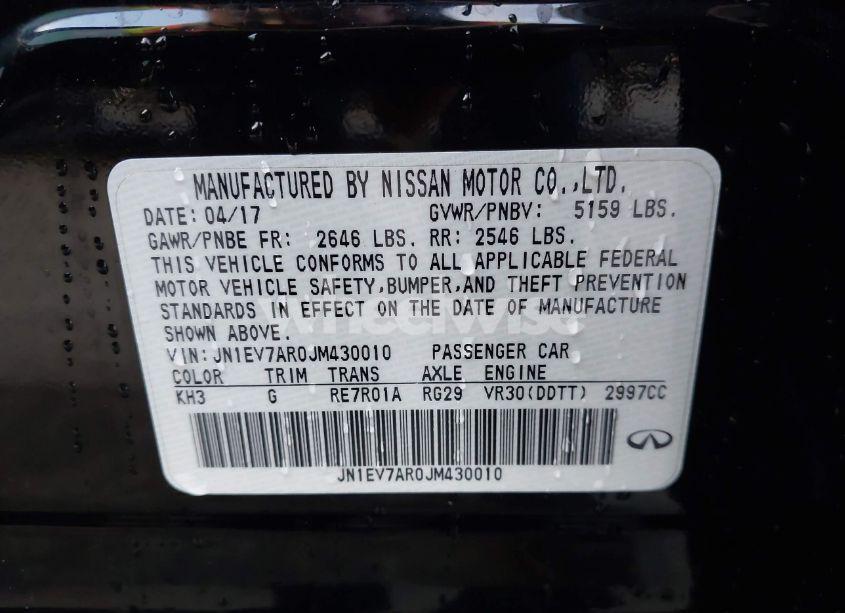 MANUFACTURED BY NISSAN MOTOR CO.,LTD.
DATE: 04/17 GVWR/PNBV: 5159 LBS.
GAWR/PNBE FR: 2646 LBS. RR: 2546 LBS.
THIS VEHICLE CONFORMS TO ALL APPLICABLE FEDERAL
MOTOR VEHICLE SAFETY,BUMPER,AND THEFT PREVENTION
STANDARDS IN EFFECT ON THE DATE OF MANUFACTURE
SHOWN ABOVE.
wheelwise
VIN:JN1EV7AR0JM430010 PASSENGER CAR
COLOR TRIM TRANS AXLE ENGINE
KH3 G RE7R01A RG29 VR30(DDTT) 2997CC
JN1EV7AR0JM430010